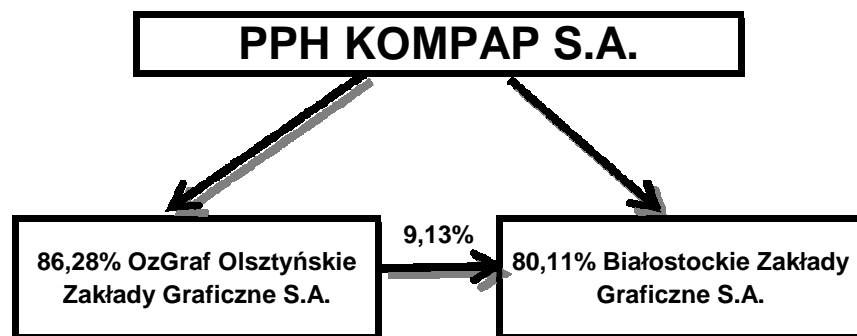 PPH KOMPAP S.A.
9,13%
86,28% OzGraf Olsztyńskie
Zakłady Graficzne S.A.
80,11% Białostockie Zakłady
Graficzne S.A.